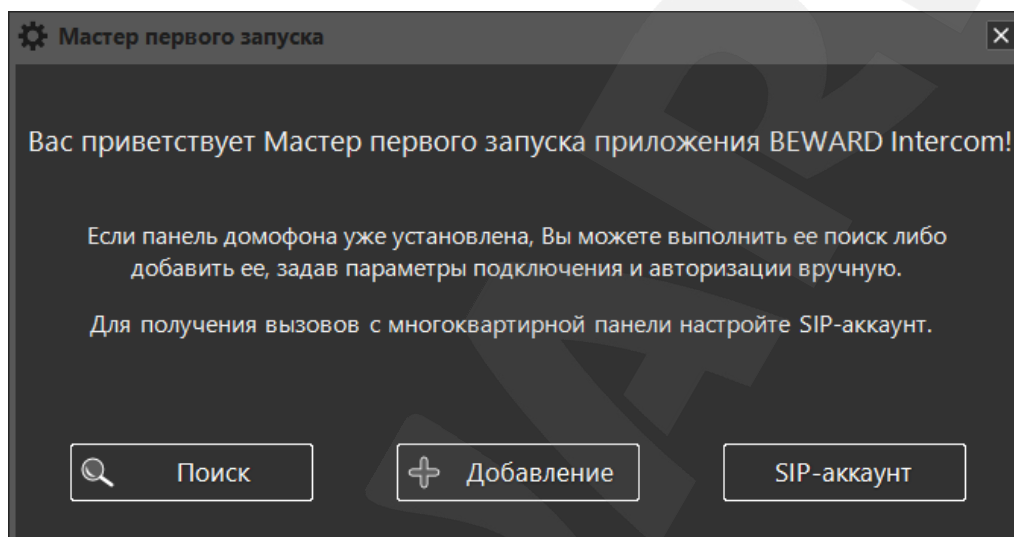 Мастер первого запуска
Вас приветствует Мастер первого запуска приложения BEWARD Intercom!
Если панель домофона уже установлена, Вы можете выполнить ее поиск либо
добавить ее, задав параметры подключения и авторизации вручную.
Для получения вызовов с многоквартирной панели настройте SIP-аккаунт.
Поиск
Добавление
SIP-аккаунт